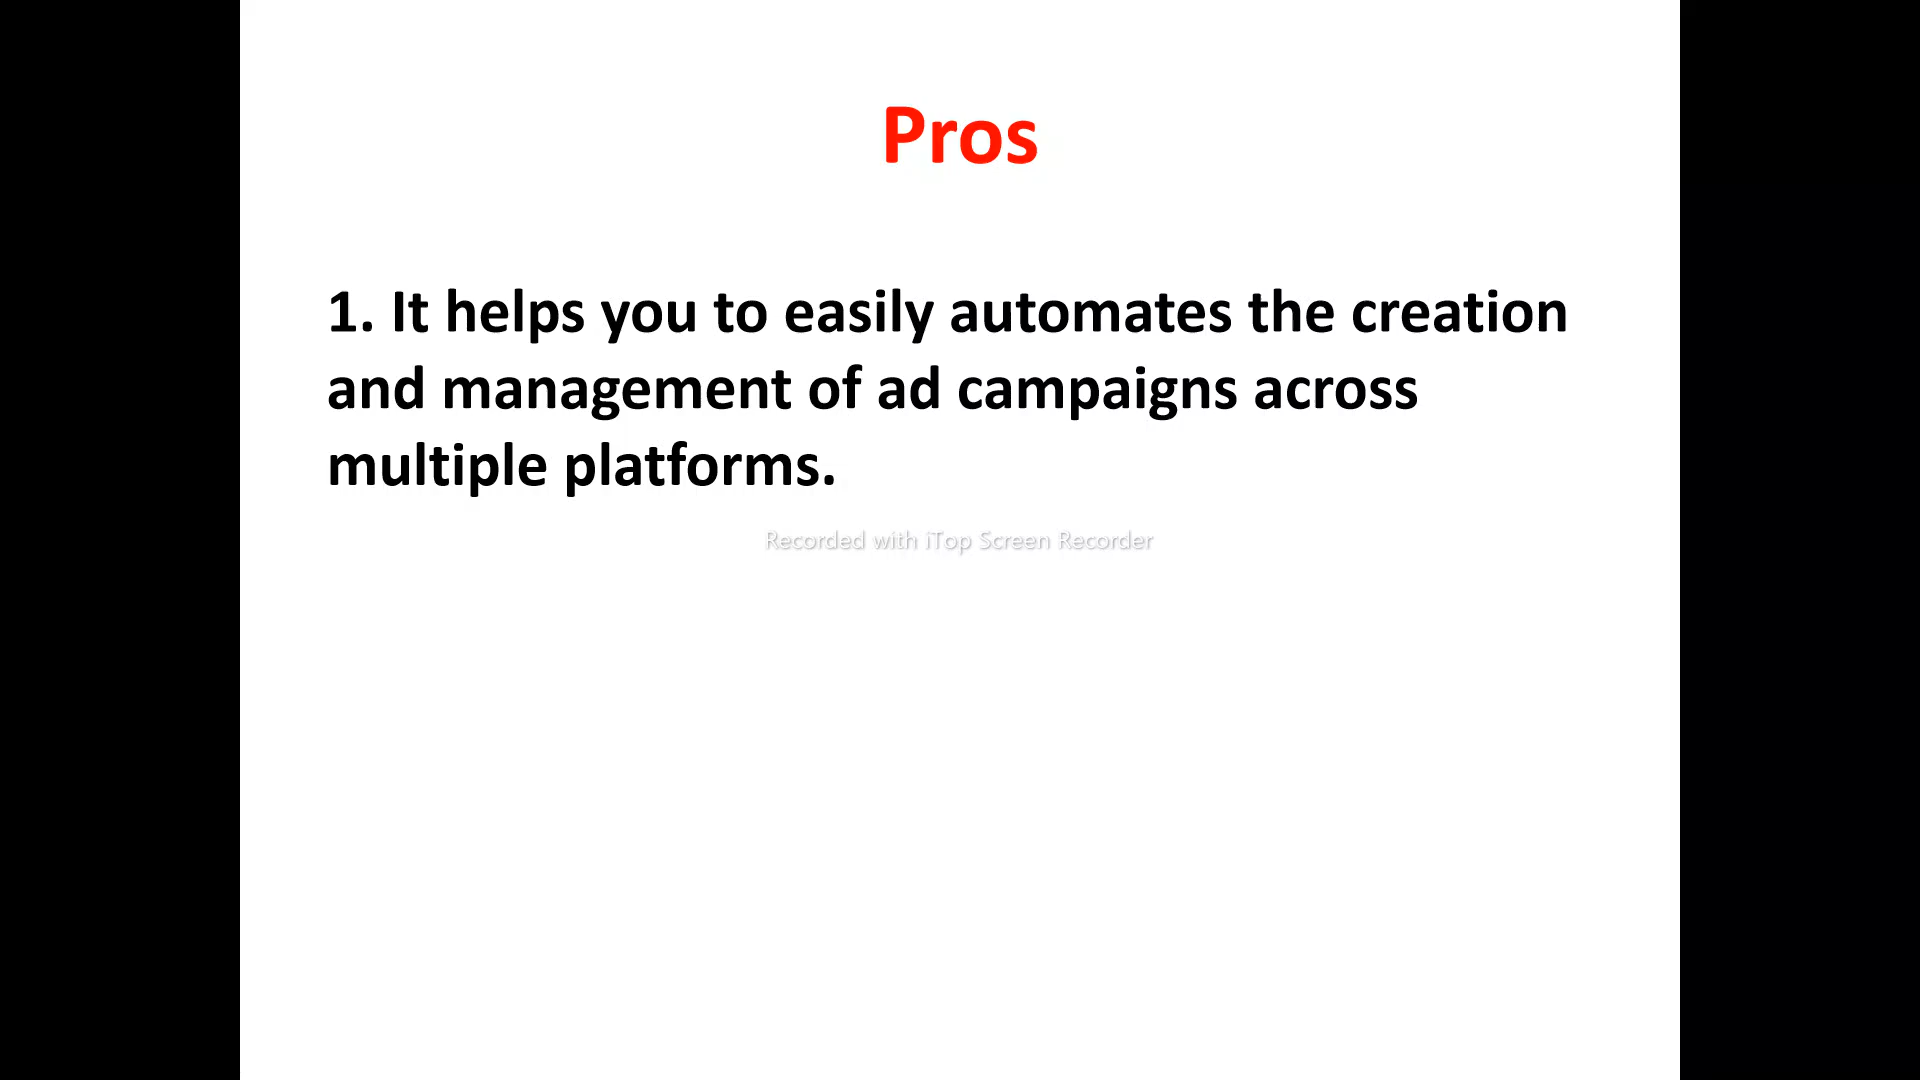 Pros
1. It helps you to easily automates the creation
and management of ad campaigns across
multiple platforms.
Recorded with iTop Screen Recorder